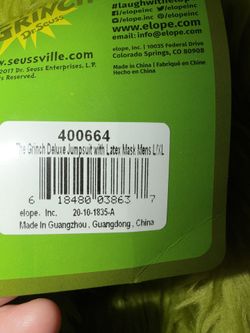 GRINCH
Dr. Seuss
#laughwithelope
/elopeinc
/elopeinc
www.elope.com
email: info@elope.com
www.seussville.com
2017 Dr. Seuss Enterprises, L.P.
elope, inc. | 10035 Federal Drive
Colorado Springs, CO 80908
Made in China | Fabriqué en Chine
Hecho en China
400664
The Grinch Deluxe Jumpsuit with Latex Mask Mens L/XL
6 18480 03863 7
elope, Inc. 20-10-1835-A
Made In Guangzhou, Guangdong, China